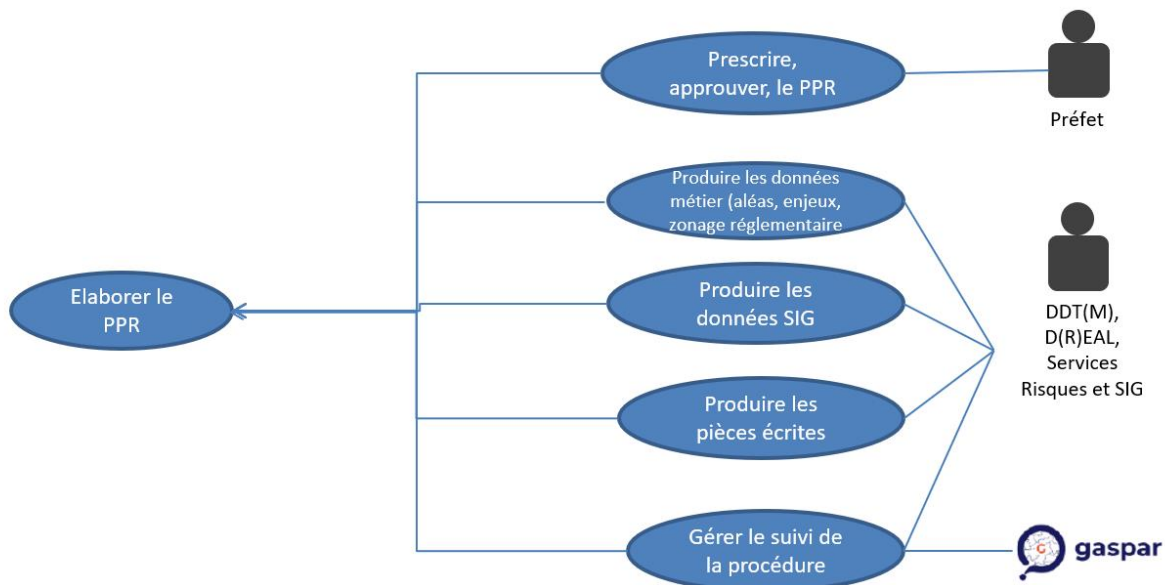 Prescrire,
approuver, le PPR
Préfet
Produire les données
métier (aléas, enjeux,
zonage réglementaire
Elaborer le
PPR
Produire les
données SIG
DDT(M),
D(R)EAL,
Services
Risques et SIG
Produire les
pièces écrites
Gérer le suivi de
la procédure
G
gaspar